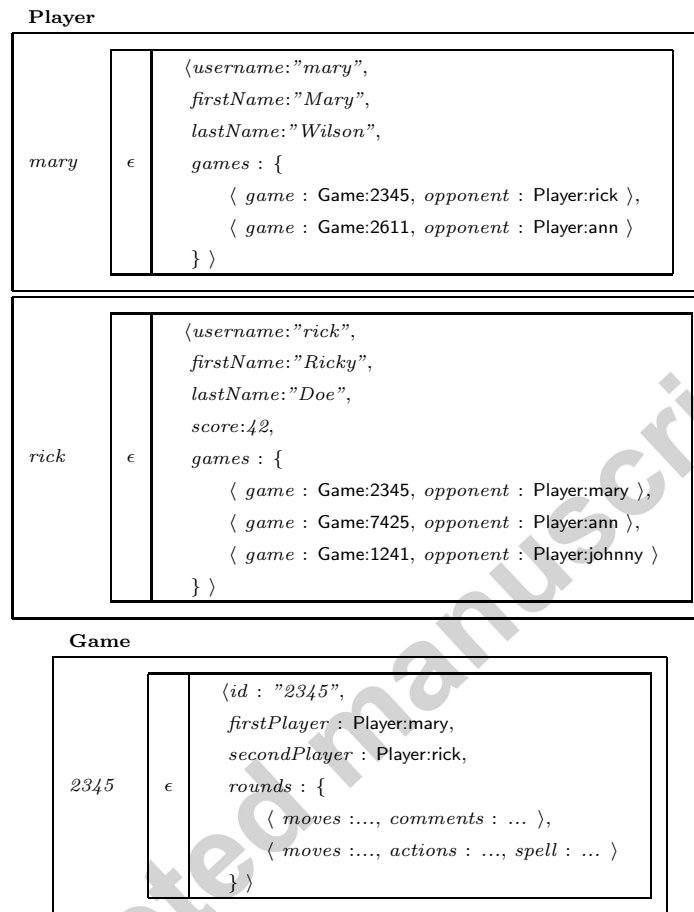 Player
⟨username:"mary",
firstName:"Mary",
lastName:"Wilson",
mary ϵ games : {
⟨ game : Game:2345, opponent : Player:rick ⟩,
⟨ game : Game:2611, opponent : Player:ann ⟩
} ⟩
⟨username:"rick",
firstName:"Ricky",
lastName:"Doe",
score:42,
rick ϵ games : {
⟨ game : Game:2345, opponent : Player:mary ⟩,
⟨ game : Game:7425, opponent : Player:ann ⟩,
⟨ game : Game:1241, opponent : Player:johnny ⟩
} ⟩
Game
⟨id : "2345",
firstPlayer : Player:mary,
secondPlayer : Player:rick,
2345 ϵ rounds : {
⟨ moves :..., comments : ... ⟩,
⟨ moves :..., actions : ..., spell : ... ⟩
} ⟩
ted manuscri